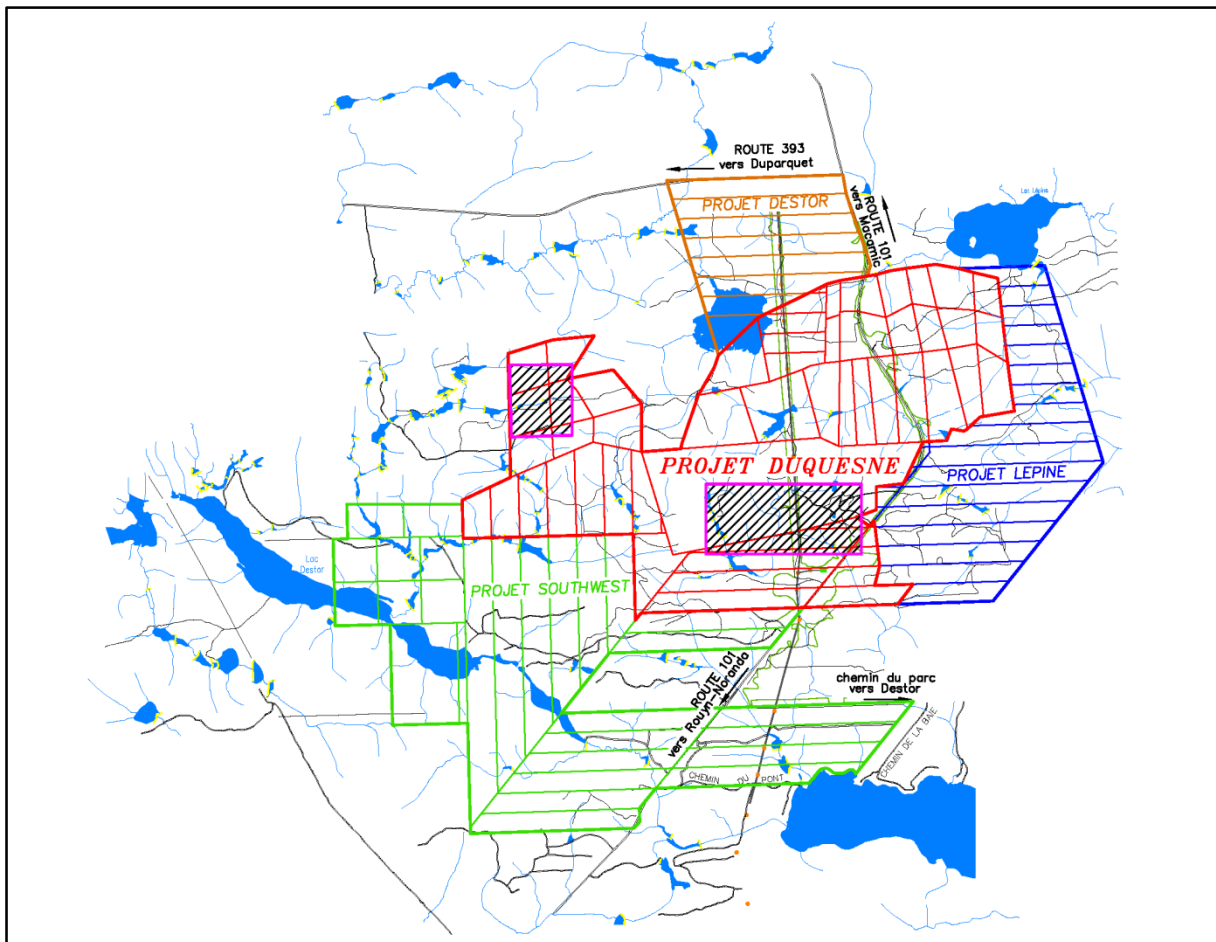 ROUTE 393
vers Duparquet
PROJET DESTOR
ROUTE 101
vers Macamic
Lac Lépine
PROJET DUQUESNE
PROJET LEPINE
Lac
Destor
PROJET SOUTHWEST
ROUTE 101
vers Rouyn-Noranda
chemin du parc
vers Destor
CHEMIN DE LA BAIE
CHEMIN DU PONT